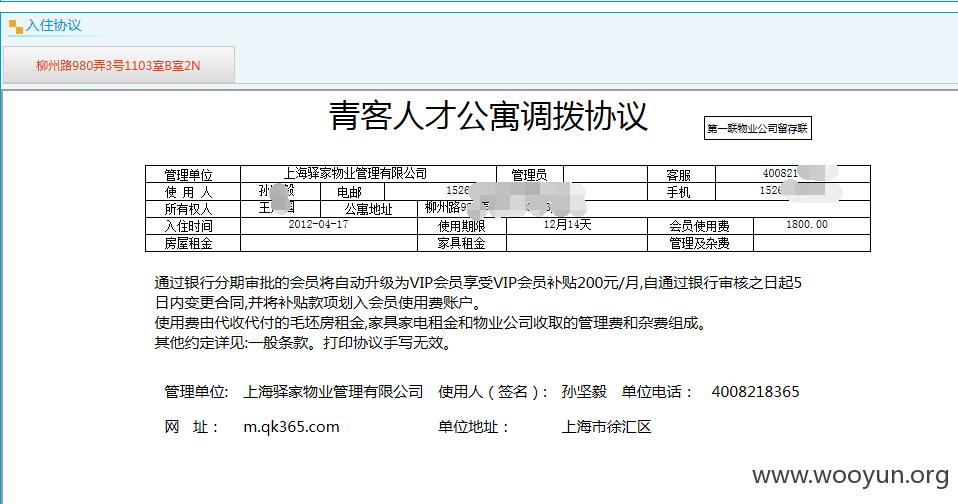 入住协议
柳州路980弄3号1103室B室2N
青客人才公寓调拨协议
第一联物业公司留存联
管理单位 上海驿家物业管理有限公司 管理员 客服 400821
使 用 人 孙 毅 电邮 1526 手机 1526
所有权人 王 国 公寓地址 柳州路9
入住时间 2012-04-17 使用期限 12月14天 会员使用费 1800.00
房屋租金 家具租金 管理及杂费
通过银行分期审批的会员将自动升级为VIP会员享受VIP会员补贴200元/月,自通过银行审核之日起5
日内变更合同,并将补贴款项划入会员使用费账户。
使用费由代收代付的毛坯房租金,家具家电租金和物业公司收取的管理费和杂费组成。
其他约定详见:一般条款。打印协议手写无效。
管理单位: 上海驿家物业管理有限公司 使用人（签名）: 孙坚毅 单位电话： 4008218365
网 址： m.qk365.com 单位地址： 上海市徐汇区
www.wooyun.org